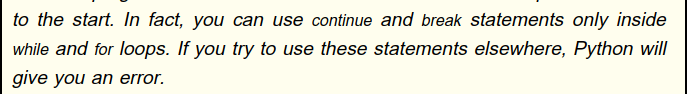 to the start. In fact, you can use continue and break statements only inside
while and for loops. If you try to use these statements elsewhere, Python will
give you an error.